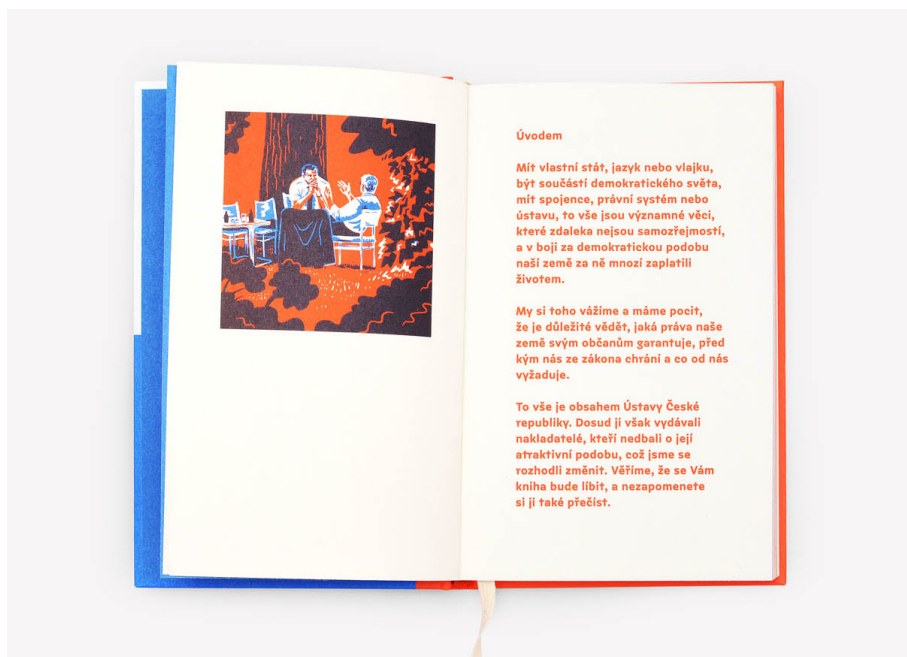 Úvodem
Mít vlastní stát, jazyk nebo vlajku,
být součástí demokratického světa,
mít spojence, právní systém nebo
ústavu, to vše jsou významné věci,
které zdaleka nejsou samozřejmostí,
a v boji za demokratickou podobu
naší země za ně mnozí zaplatili
životem.
My si toho vážíme a máme pocit,
že je důležité vědět, jaká práva naše
země svým občanům garantuje, před
kým nás ze zákona chrání a co od nás
vyžaduje.
To vše je obsahem Ústavy České
republiky. Dosud ji však vydávali
nakladatelé, kteří nedbali o její
atraktivní podobu, což jsme se
rozhodli změnit. Věříme, že se Vám
kniha bude líbit, a nezapomenete
si ji také přečíst.